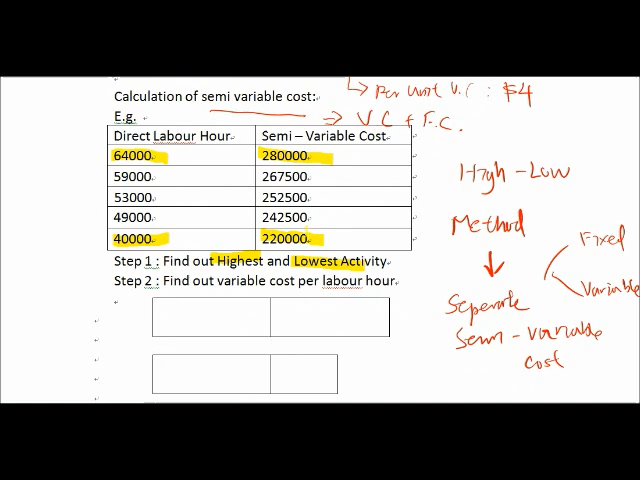 Per Unit V.C : $4
Calculation of semi variable cost:
⇒ V C + F.C.
E.g.
Direct Labour Hour Semi – Variable Cost
64000 280000
59000 267500
53000 252500
49000 242500
40000 220000
High - Low
Method
Fixed
Variable
Seperate
Semi - variable
cost
Step 1 : Find out Highest and Lowest Activity
Step 2 : Find out variable cost per labour hour.